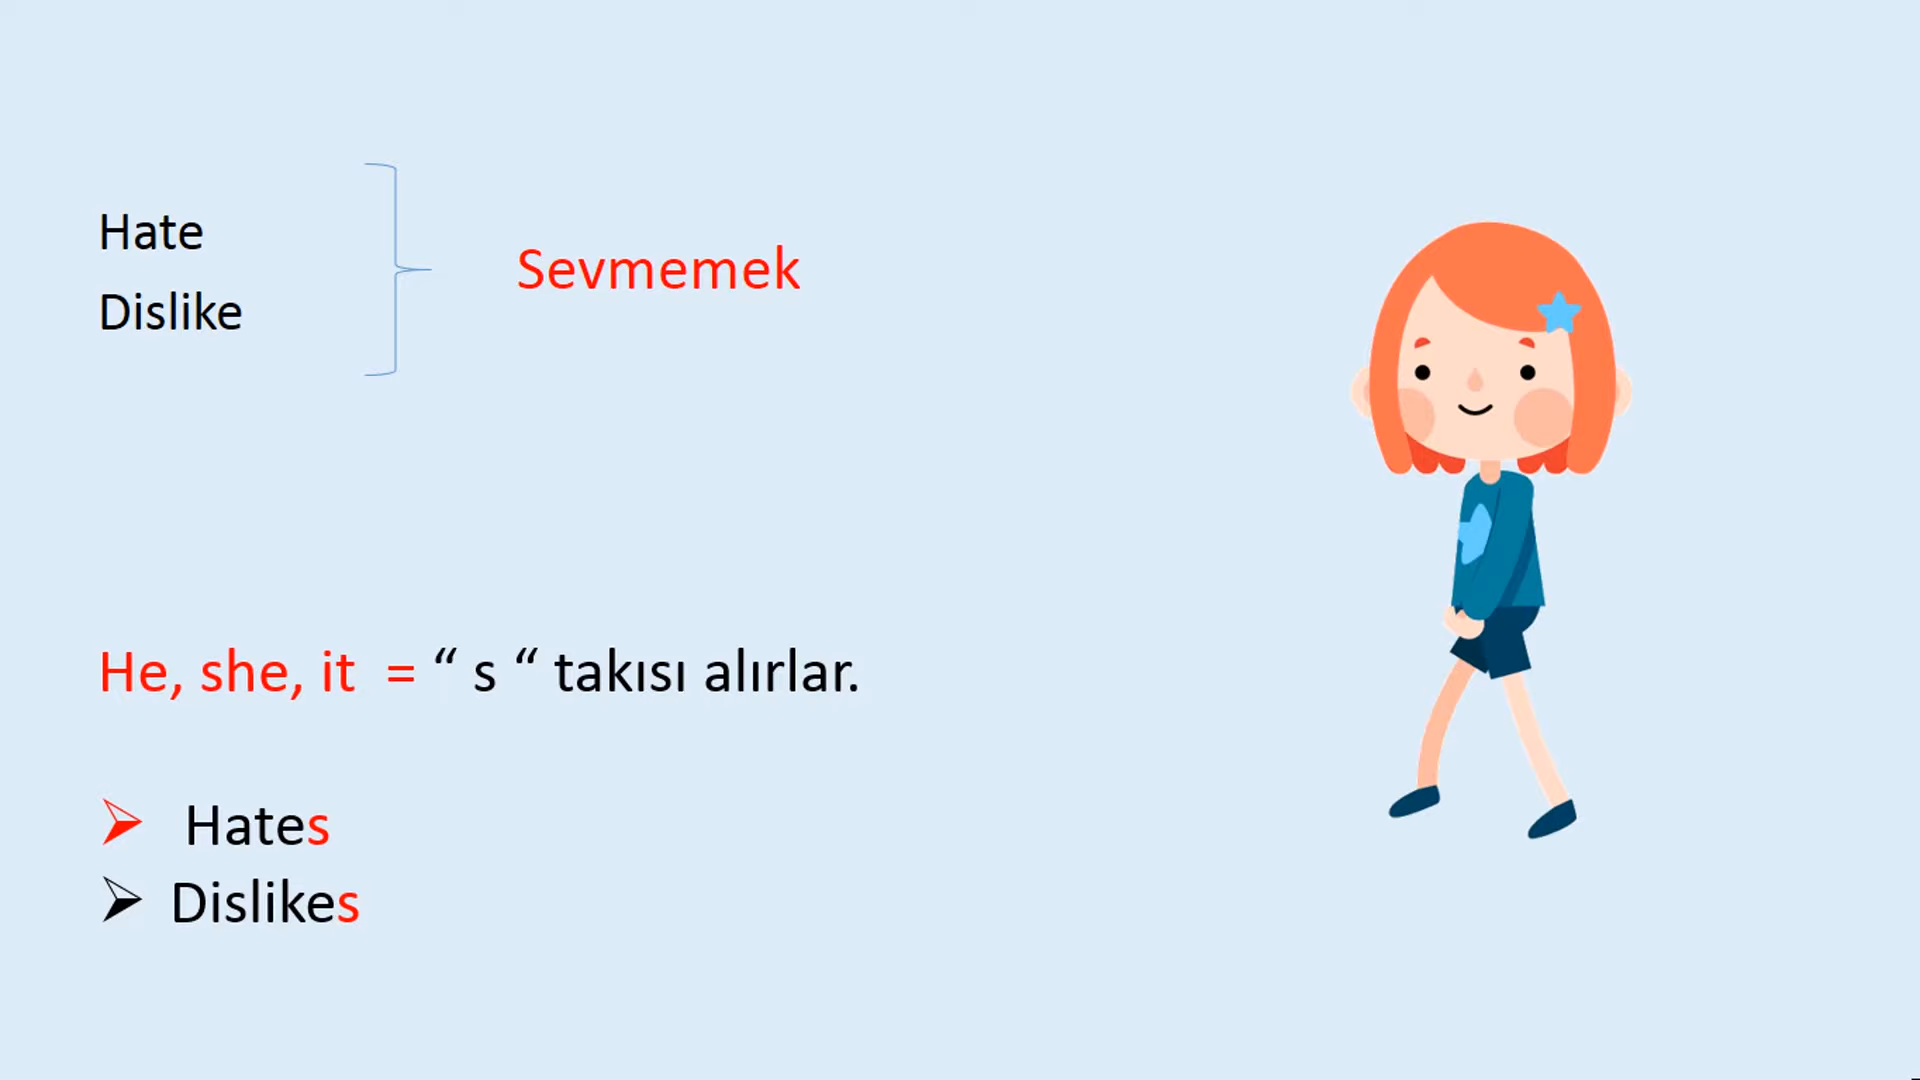 Hate
Dislike
Sevmemek
He, she, it = “ s “ takısı alırlar.
Hates
Dislikes